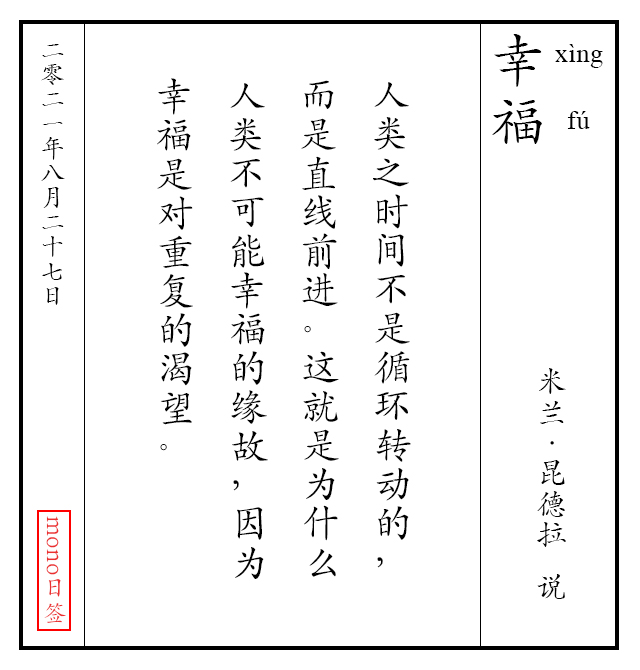 幸 xìng
福 fú
米兰·昆德拉 说
人类之时间不是循环转动的，
而是直线前进。这就是为什么
人类不可能幸福的缘故，因为
幸福是对重复的渴望。
二零二一年八月二十七日
mono日签